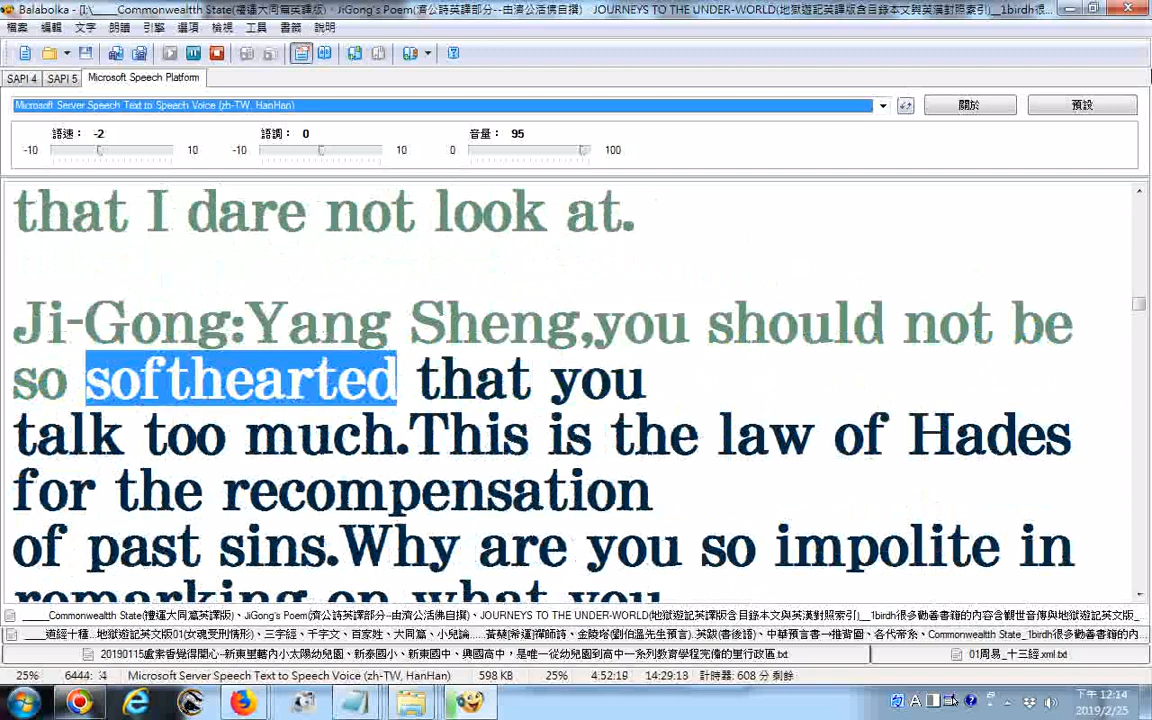 Balabolka - [I:\____Commonwealth State(禮運大同篇英譯版)、JiGong's Poem(濟公詩英譯部分--由濟公活佛自撰)、JOURNEYS TO THE UNDER-WORLD(地獄遊記英譯版含目錄本文與英漢對照索引)__1birdh很...
檔案 編輯 文字 朗讀 引擎 選項 檢視 工具 書籤 說明
SAPI 4 SAPI 5 Microsoft Speech Platform
Microsoft Server Speech Text to Speech Voice (zh-TW, HanHan) 關於 預設
語速: -2 語調: 0 音量: 95
-10 10 -10 10 0 100
that I dare not look at.
Ji-Gong:Yang Sheng,you should not be
so softhearted that you
talk too much.This is the law of Hades
for the recompensation
of past sins.Why are you so impolite in
remarking on what you
____Commonwealth State(禮運大同篇英譯版)、JiGong's Poem(濟公詩英譯部分--由濟公活佛自撰)、JOURNEYS TO THE UNDER-WORLD(地獄遊記英譯版含目錄本文與英漢對照索引)__1birdh很多勸善書籍的內容含觀世音傳與地獄遊記英文版...
____道經十種...地獄遊記英文版01(女魂受刑情形)、三字經、千字文、百家姓、大同篇、小兒論......黃蘗[希運]禪師詩、金陵塔(劉伯溫先生預言).英跋(書後語)、中華預言書一推背圖、各代帝系、Commonwealth State_1birdh很多勸善書籍的內...
20190115盧素香覺得開心--新東里轄內小太陽幼兒園、新泰國小、新東國中、興國高中,是唯一從幼兒園到高中一系列教育學程完備的里行政區.txt 01周易_十三經.xml.txt
25% 6444: 34 Microsoft Server Speech Text to Speech Voice (zh-TW, HanHan) 598 KB 25% 4:52:19 14:29:18 計時器: 608 分 剩餘
下午 12:14
2019/2/25